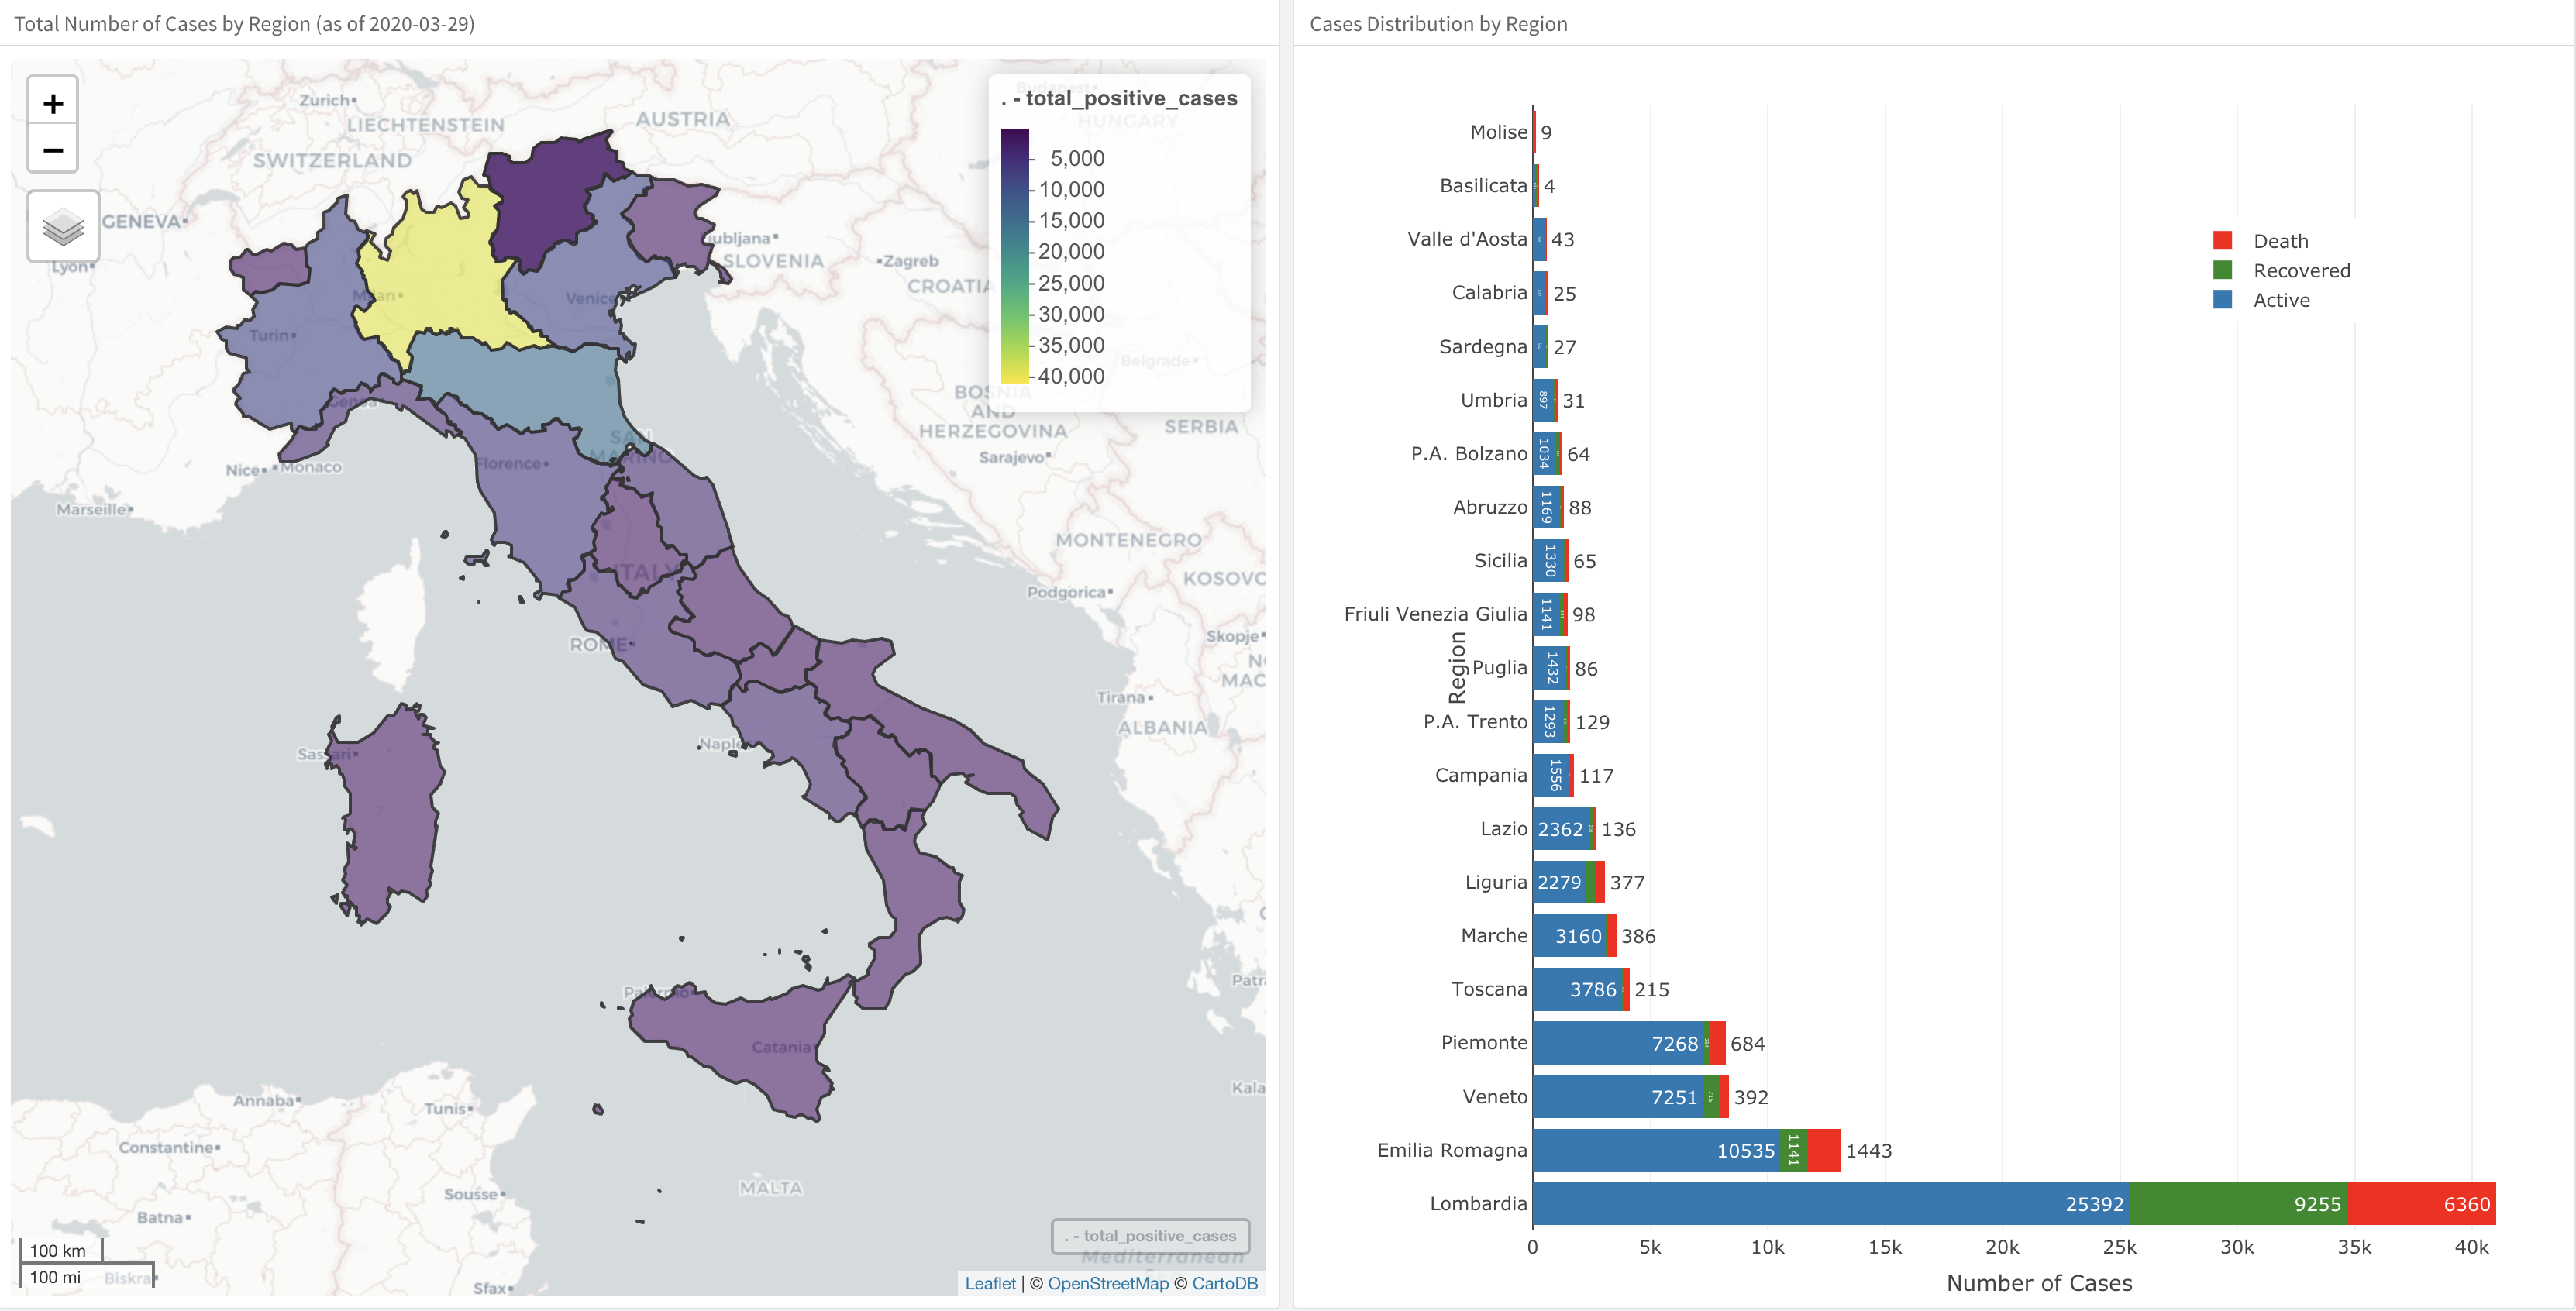 Total Number of Cases by Region (as of 2020-03-29)
+
−
Zurich
LIECHTENSTEIN
AUSTRIA
SWITZERLAND
GENEVA
Lyon
Milan
Turin
Venice
Genoa
Nice
Monaco
Marseille
Florence
SAN
MARINO
ITALY
ROME
Naples
Sassari
Palermo
Catania
Budapest
HUNGARY
jubljana
SLOVENIA
Zagreb
CROATIA
Belgrade
BOSNIA
AND
HERZEGOVINA
SERBIA
Sarajevo
MONTENEGRO
KOSOVO
Podgorica
Skopje
Tirana
ALBANIA
Patr
Kala
Annaba
Tunis
Constantine
Sousse
Batna
Biskra
Sfax
MALTA
Mediterranean
. - total_positive_cases
5,000
10,000
15,000
20,000
25,000
30,000
35,000
40,000
. - total_positive_cases
100 km
100 mi
Leaflet | © OpenStreetMap © CartoDB
Cases Distribution by Region
Region
Molise 9
Basilicata 4
Valle d'Aosta 43
Calabria 25
Sardegna 27
Umbria 897 31
P.A. Bolzano 1034 64
Abruzzo 1169 88
Sicilia 1330 65
Friuli Venezia Giulia 1141 98
Puglia 1432 86
P.A. Trento 1293 129
Campania 1556 117
Lazio 2362 136
Liguria 2279 377
Marche 3160 386
Toscana 3786 215
Piemonte 7268 684
Veneto 7251 715 392
Emilia Romagna 10535 1141 1443
Lombardia 25392 9255 6360
0 5k 10k 15k 20k 25k 30k 35k 40k
Number of Cases
Death
Recovered
Active